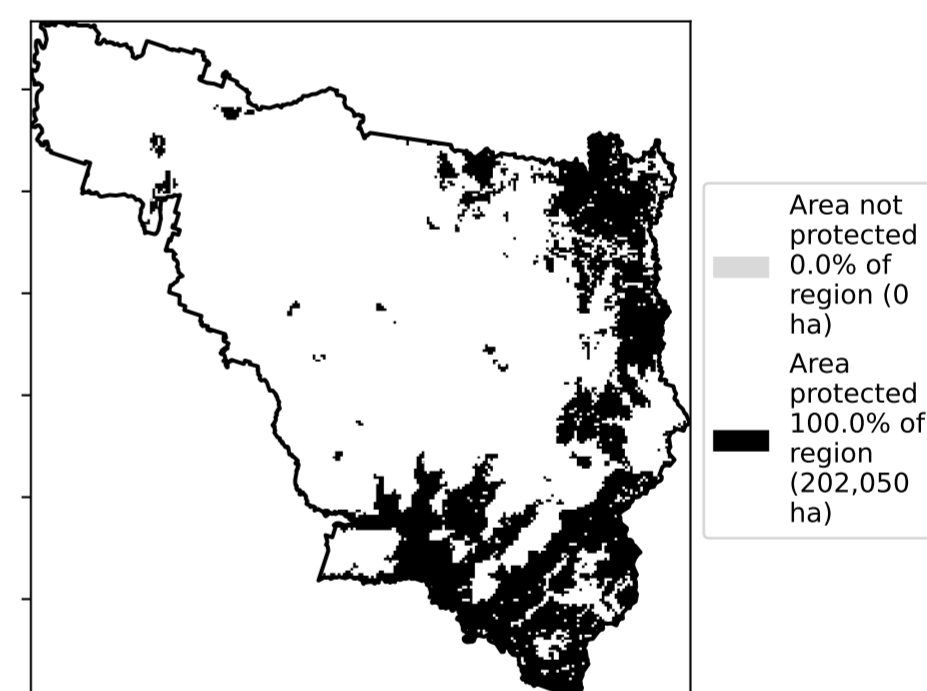 Area not
protected
0.0% of
region (0
ha)
Area
protected
100.0% of
region
(202,050
ha)